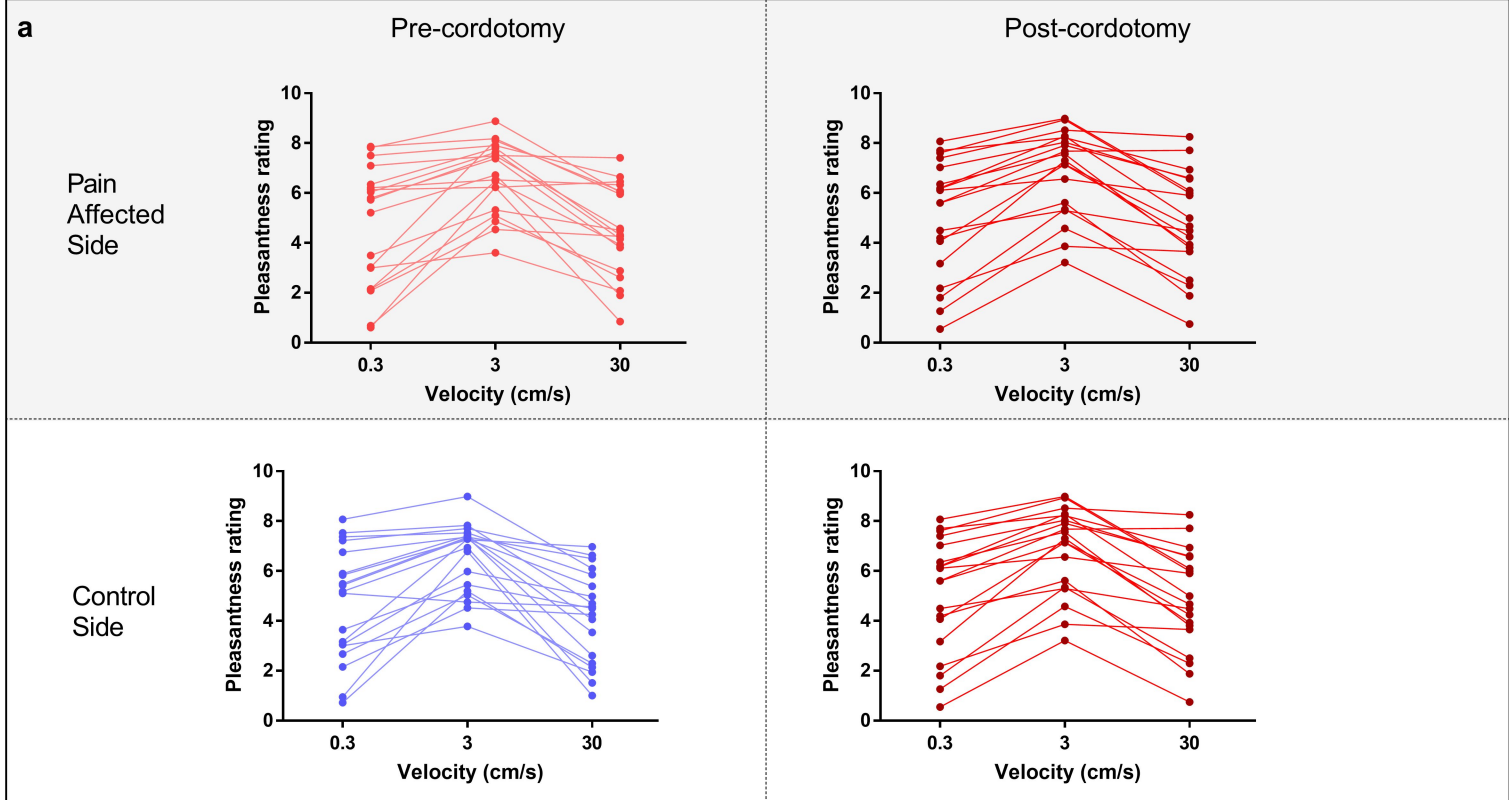 a
Pre-cordotomy
Post-cordotomy
Pain
Affected
Side
Pleasantness rating
10
8
6
4
2
0
0.3 3 30
Velocity (cm/s)
Pleasantness rating
10
8
6
4
2
0
0.3 3 30
Velocity (cm/s)
Control
Side
Pleasantness rating
10
8
6
4
2
0
0.3 3 30
Velocity (cm/s)
Pleasantness rating
10
8
6
4
2
0
0.3 3 30
Velocity (cm/s)